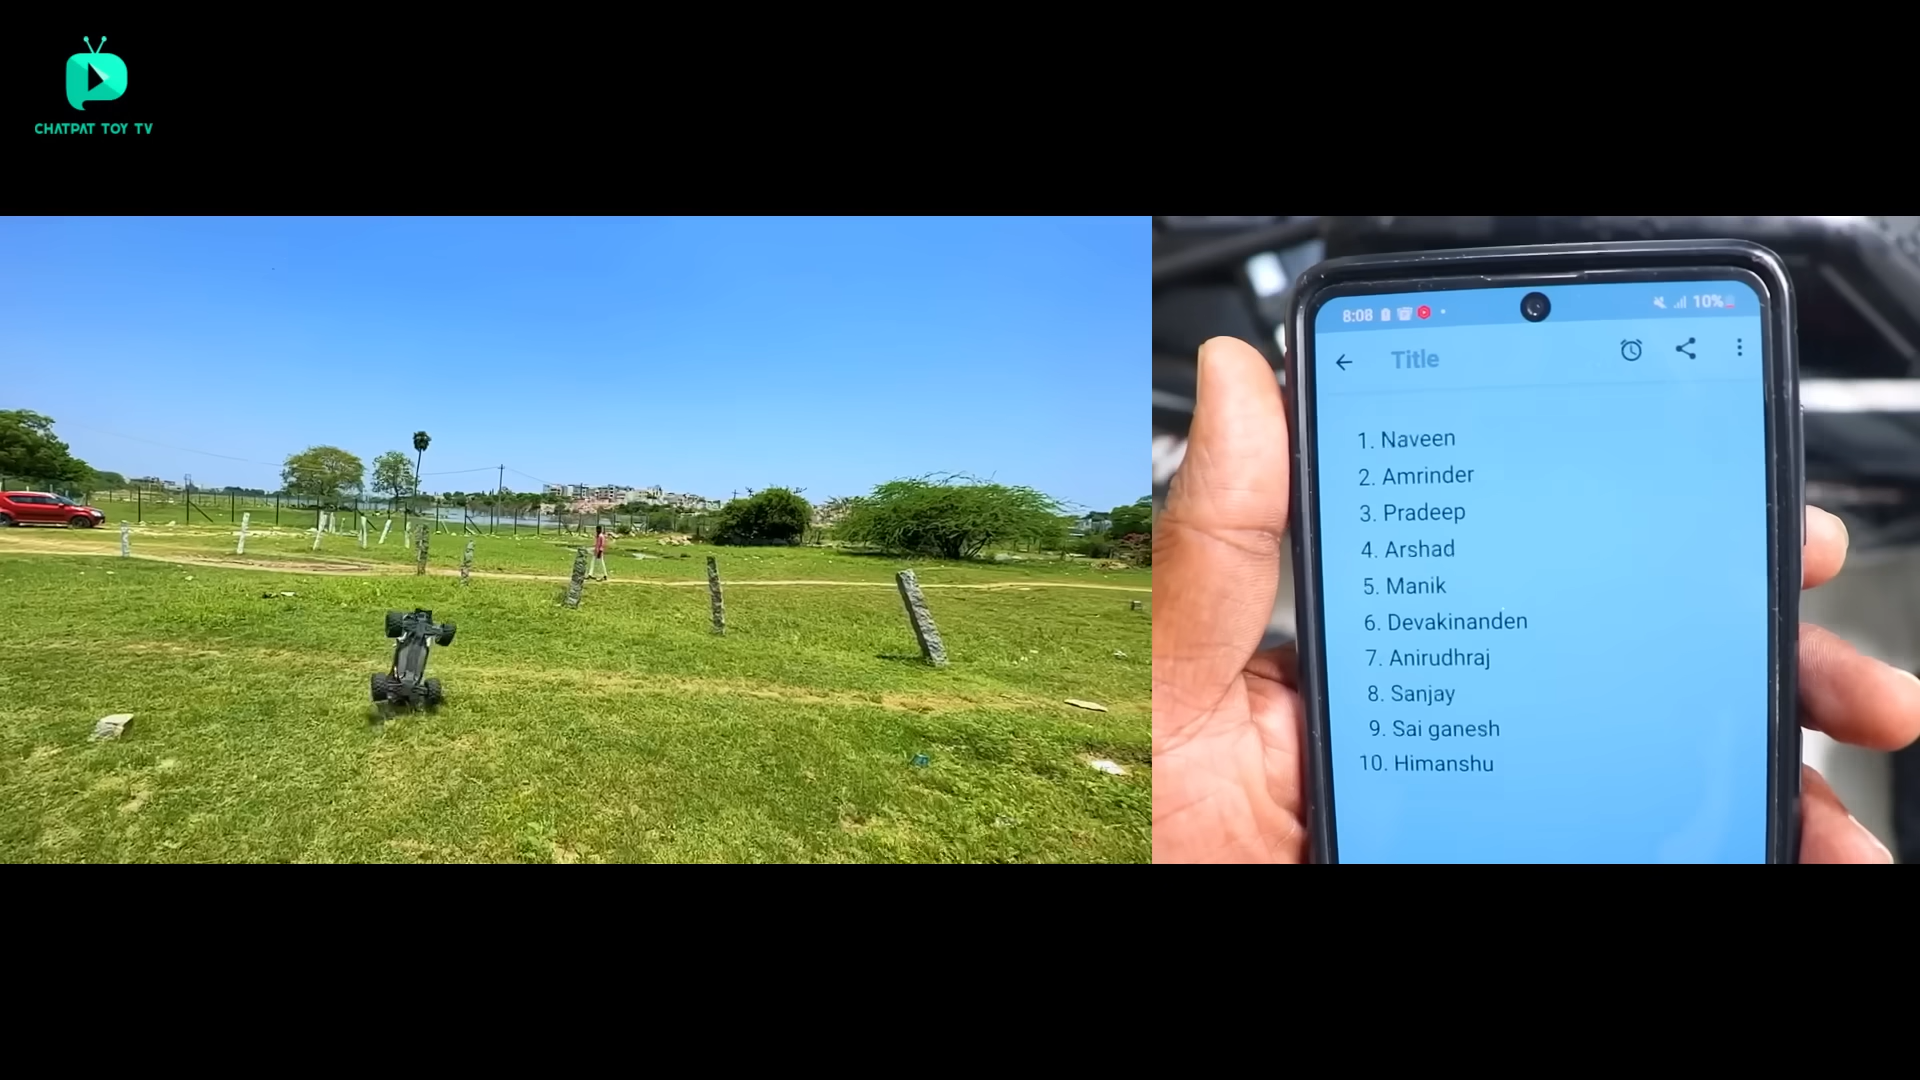 CHATPAT TOY TV
8:08
10%
Title
1. Naveen
2. Amrinder
3. Pradeep
4. Arshad
5. Manik
6. Devakinanden
7. Anirudhraj
8. Sanjay
9. Sai ganesh
10. Himanshu